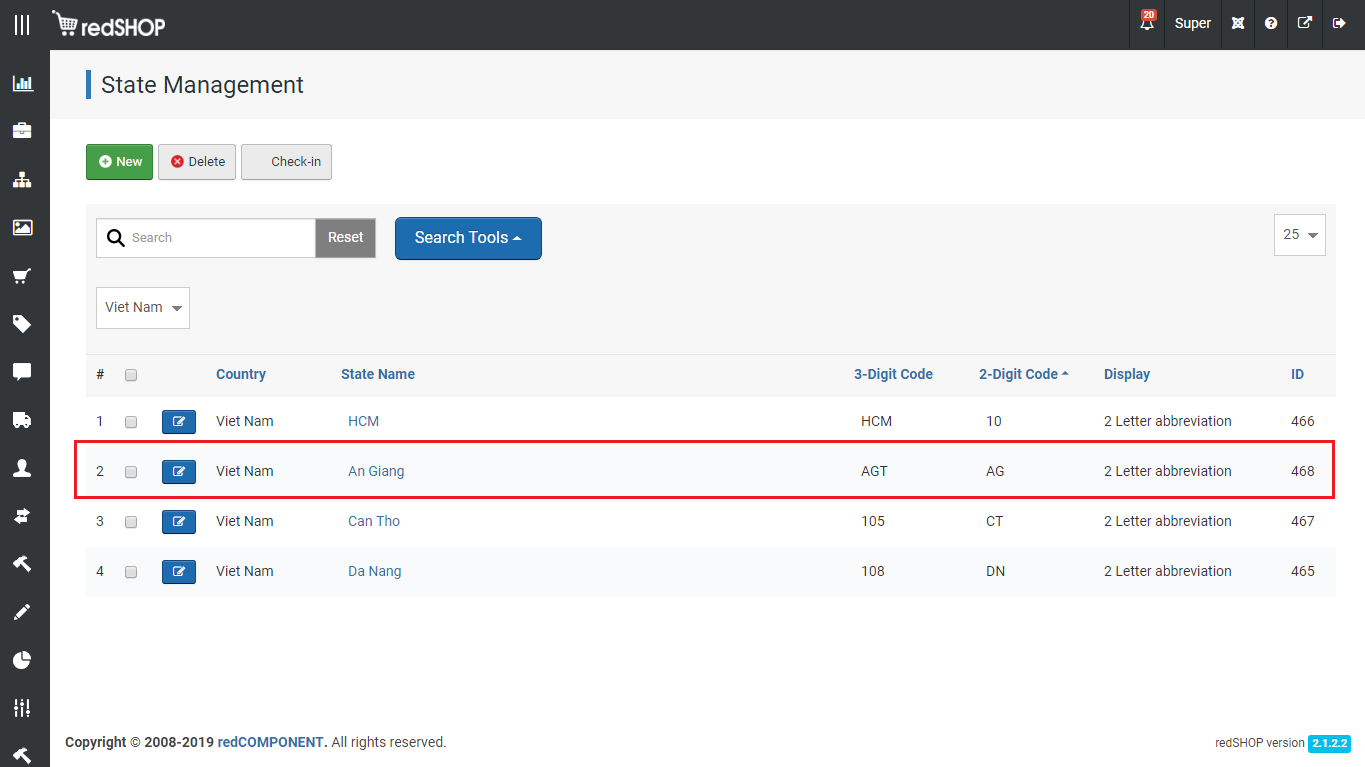 redSHOP
20
Super
State Management
New
Delete
Check-in
Search
Reset
Search Tools
25
Viet Nam
# Country State Name 3-Digit Code 2-Digit Code Display ID
1 Viet Nam HCM HCM 10 2 Letter abbreviation 466
2 Viet Nam An Giang AGT AG 2 Letter abbreviation 468
3 Viet Nam Can Tho 105 CT 2 Letter abbreviation 467
4 Viet Nam Da Nang 108 DN 2 Letter abbreviation 465
Copyright © 2008-2019 redCOMPONENT. All rights reserved.
redSHOP version 2.1.2.2